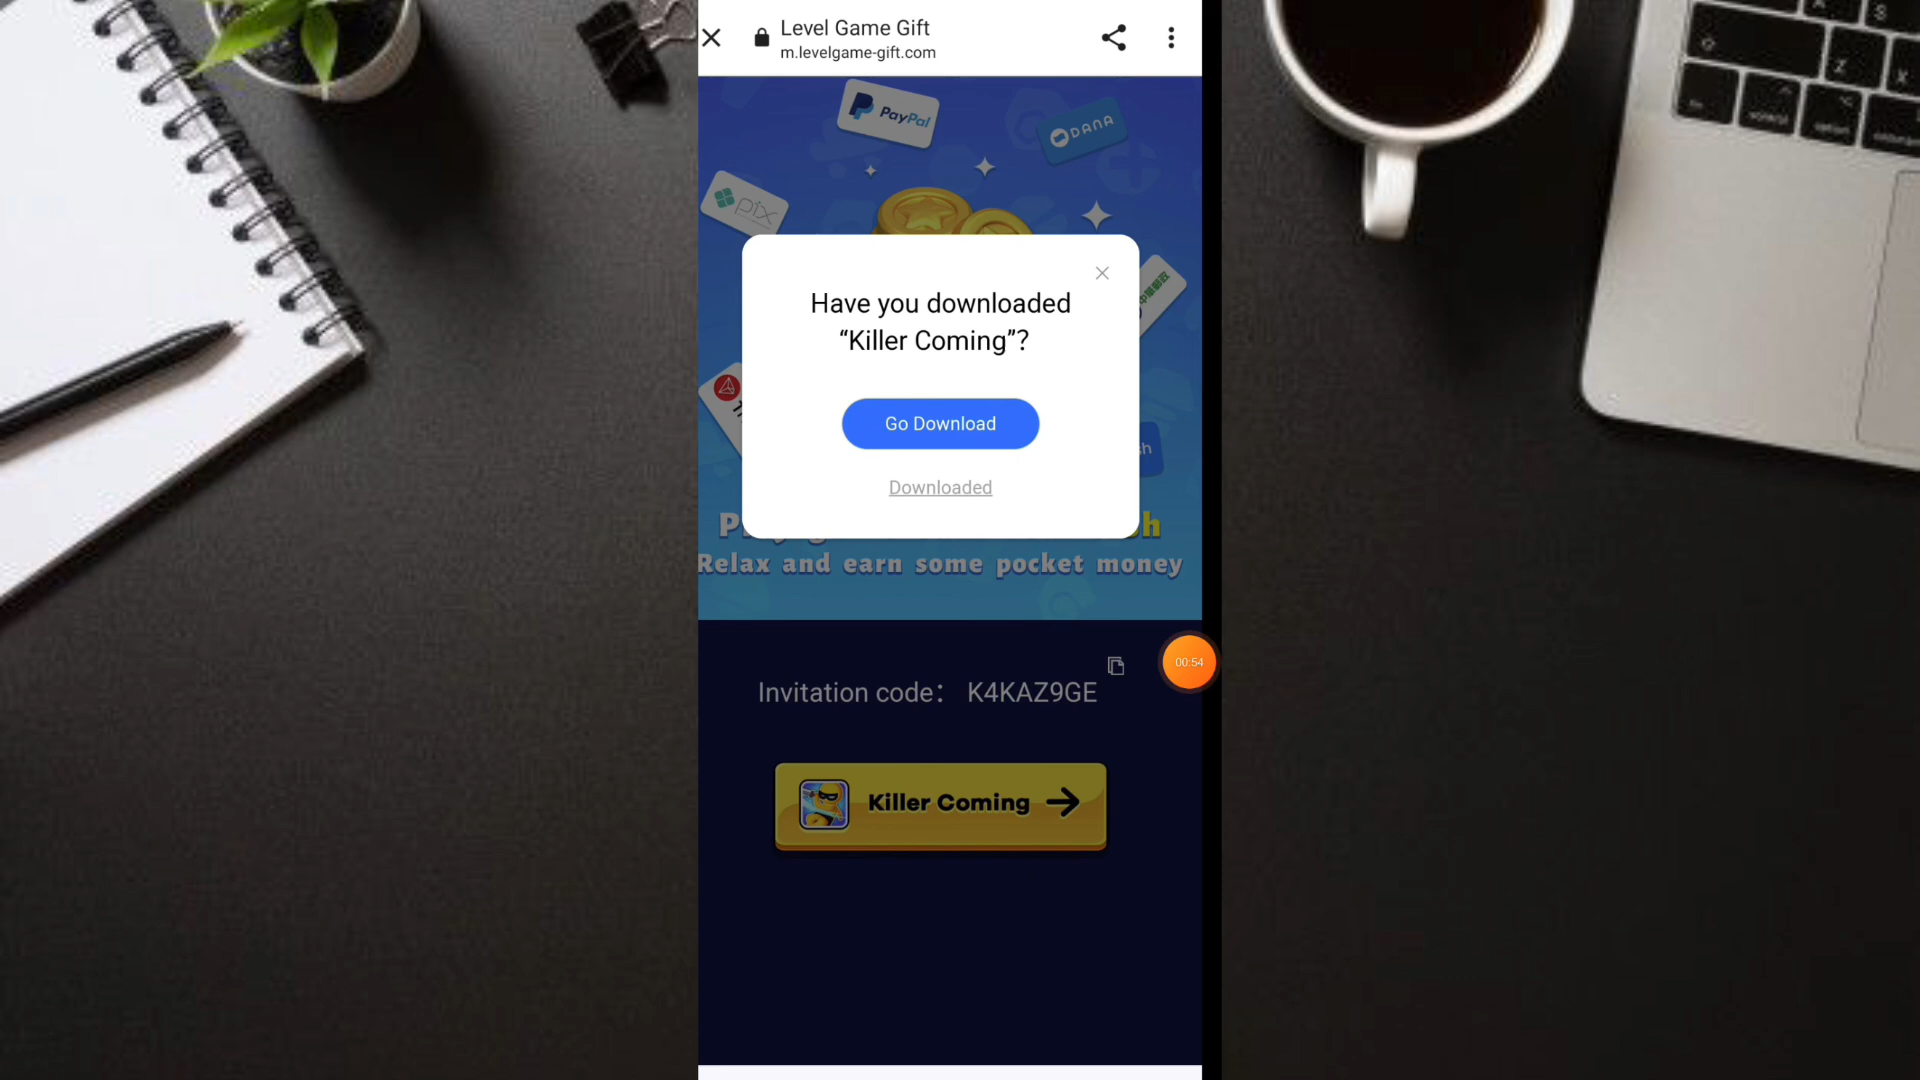 Level Game Gift
m.levelgame-gift.com
PayPal
DANA
pix
Have you downloaded
“Killer Coming”?
Go Download
Downloaded
Relax and earn some pocket money
00:54
Invitation code： K4KAZ9GE
Killer Coming